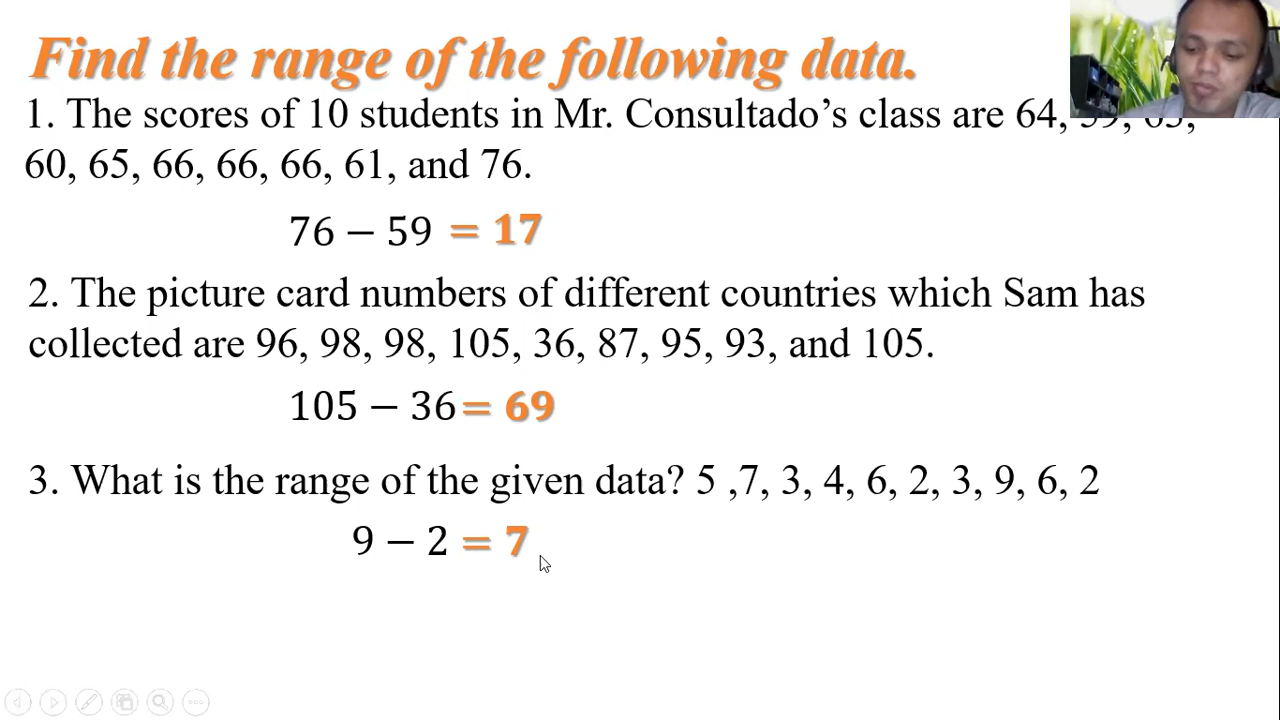 Find the range of the following data.
1. The scores of 10 students in Mr. Consultado’s class are 64, 59, 65,
60, 65, 66, 66, 66, 61, and 76.
76 − 59 = 17
2. The picture card numbers of different countries which Sam has
collected are 96, 98, 98, 105, 36, 87, 95, 93, and 105.
105 − 36 = 69
3. What is the range of the given data? 5 ,7, 3, 4, 6, 2, 3, 9, 6, 2
9 − 2 = 7